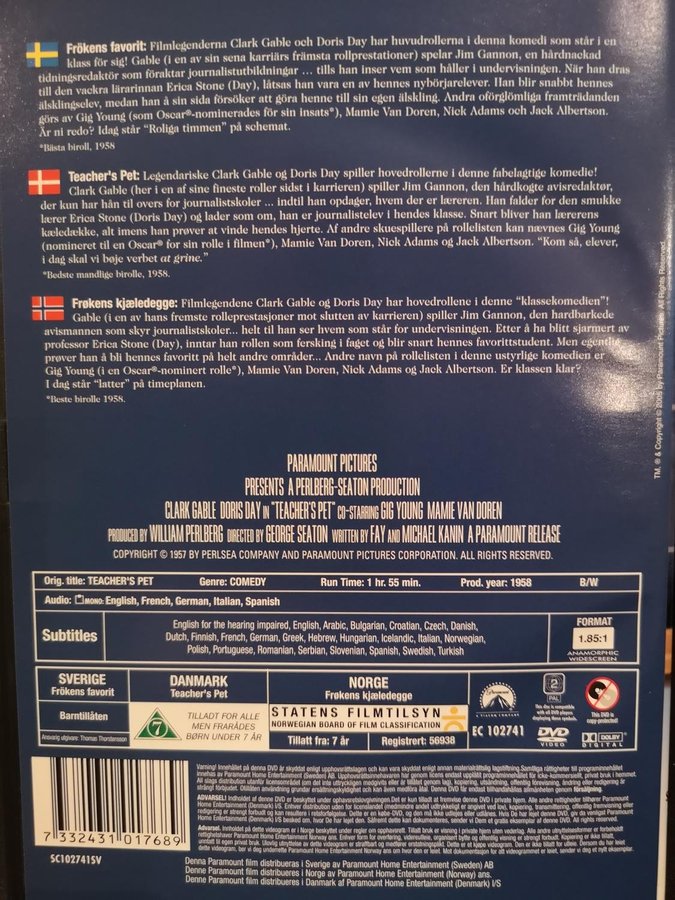 Frökens favorit: Filmlegenderna Clark Gable och Doris Day har huvudrollerna i denna komedi som står i en
klass för sig! Gable (i en av sin sena karriärs främsta rollprestationer) spelar Jim Gannon, en hårdnackad
tidningsredaktör som föraktar journalistutbildningar ... tills han inser vem som håller i undervisningen. När han dras
till den vackra lärarinnan Erica Stone (Day), låtsas han vara en av hennes nybörjarelever. Han blir snabbt hennes
älsklingselev, medan han å sin sida försöker att göra henne till sin egen älskling. Andra oförglömliga framträdanden
görs av Gig Young (som Oscar®-nominerades för sin insats*), Mamie Van Doren, Nick Adams och Jack Albertson.
Är ni redo? Idag står "Roliga timmen" på schemat.
*Bästa biroll, 1958
Teacher's Pet: Legendariske Clark Gable og Doris Day spiller hovedrollerne i denne fabelagtige komedie!
Clark Gable (her i en af sine fineste roller sidst i karrieren) spiller Jim Gannon, den hårdkogte avisredaktør,
der kun har hån til overs for journalistskoler ... indtil han opdager, hvem der er læreren. Han falder for den smukke
lærer Erica Stone (Doris Day) og lader som om, han er journalistelev i hendes klasse. Snart bliver han lærerens
kæledække, alt imens han prøver at vinde hendes hjerte. Af andre skuespillere på rollelisten kan nævnes Gig Young
(nomineret til en Oscar® for sin rolle i filmen*), Mamie Van Doren, Nick Adams og Jack Albertson. "Kom så, elever,
i dag skal vi bøje verbet at grine."
*Bedste mandlige birolle, 1958.
Frøkens kjæledegge: Filmlegendene Clark Gable og Doris Day har hovedrollene i denne "klassekomedien"!
Gable (i en av hans fremste rolleprestasjoner mot slutten av karrieren) spiller Jim Gannon, den hardbarkede
avismannen som skyr journalistskoler... helt til han ser hvem som står for undervisningen. Etter å ha blitt sjarmert av
professor Erica Stone (Day), inntar han rollen som fersking i faget og blir snart hennes favorittstudent. Men egentlig
prøver han å bli hennes favoritt på helt andre områder... Andre navn på rollelisten i denne ustyrlige komedien er
Gig Young (i en Oscar®-nominert rolle*), Mamie Van Doren, Nick Adams og Jack Albertson. Er klassen klar?
I dag står "latter" på timeplanen.
*Beste birolle 1958.
PARAMOUNT PICTURES
PRESENTS A PERLBERG-SEATON PRODUCTION
CLARK GABLE DORIS DAY IN "TEACHER'S PET" CO-STARRING GIG YOUNG MAMIE VAN DOREN
PRODUCED BY WILLIAM PERLBERG DIRECTED BY GEORGE SEATON WRITTEN BY FAY AND MICHAEL KANIN A PARAMOUNT RELEASE
COPYRIGHT © 1957 BY PERLSEA COMPANY AND PARAMOUNT PICTURES CORPORATION. ALL RIGHTS RESERVED.
Orig. title: TEACHER'S PET Genre: COMEDY Run Time: 1 hr. 55 min. Prod. year: 1958 B/W
Audio: MONO: English, French, German, Italian, Spanish
Subtitles
English for the hearing impaired, English, Arabic, Bulgarian, Croatian, Czech, Danish,
Dutch, Finnish, French, German, Greek, Hebrew, Hungarian, Icelandic, Italian, Norwegian,
Polish, Portuguese, Romanian, Serbian, Slovenian, Spanish, Swedish, Turkish
FORMAT
1.85:1
ANAMORPHIC
WIDESCREEN
SVERIGE
Frökens favorit
Barntillåten
Ansvarig utgivare: Thomas Thorstensson
DANMARK
Teacher's Pet
7
TILLADT FOR ALLE
MEN FRARÅDES
BØRN UNDER 7 ÅR
NORGE
Frøkens kjæledegge
STATENS FILMTILSYN
NORWEGIAN BOARD OF FILM CLASSIFICATION
Tillatt fra: 7 år Registrert: 56938
Paramount
EC 102741
2
PAL
This disc is compatible
with all DVD players
displaying these symbols.
DVD
VIDEO
This DVD is
copy-protected
DOLBY
DIGITAL
7 332431 017689
SC102741SV
Denna Paramount film distribueras i Sverige av Paramount Home Entertainment (Sweden) AB
Denne Paramount film distribueres i Norge av Paramount Home Entertainment (Norway) ans.
Denne Paramount film distribueres i Danmark af Paramount Home Entertainment (Denmark) I/S